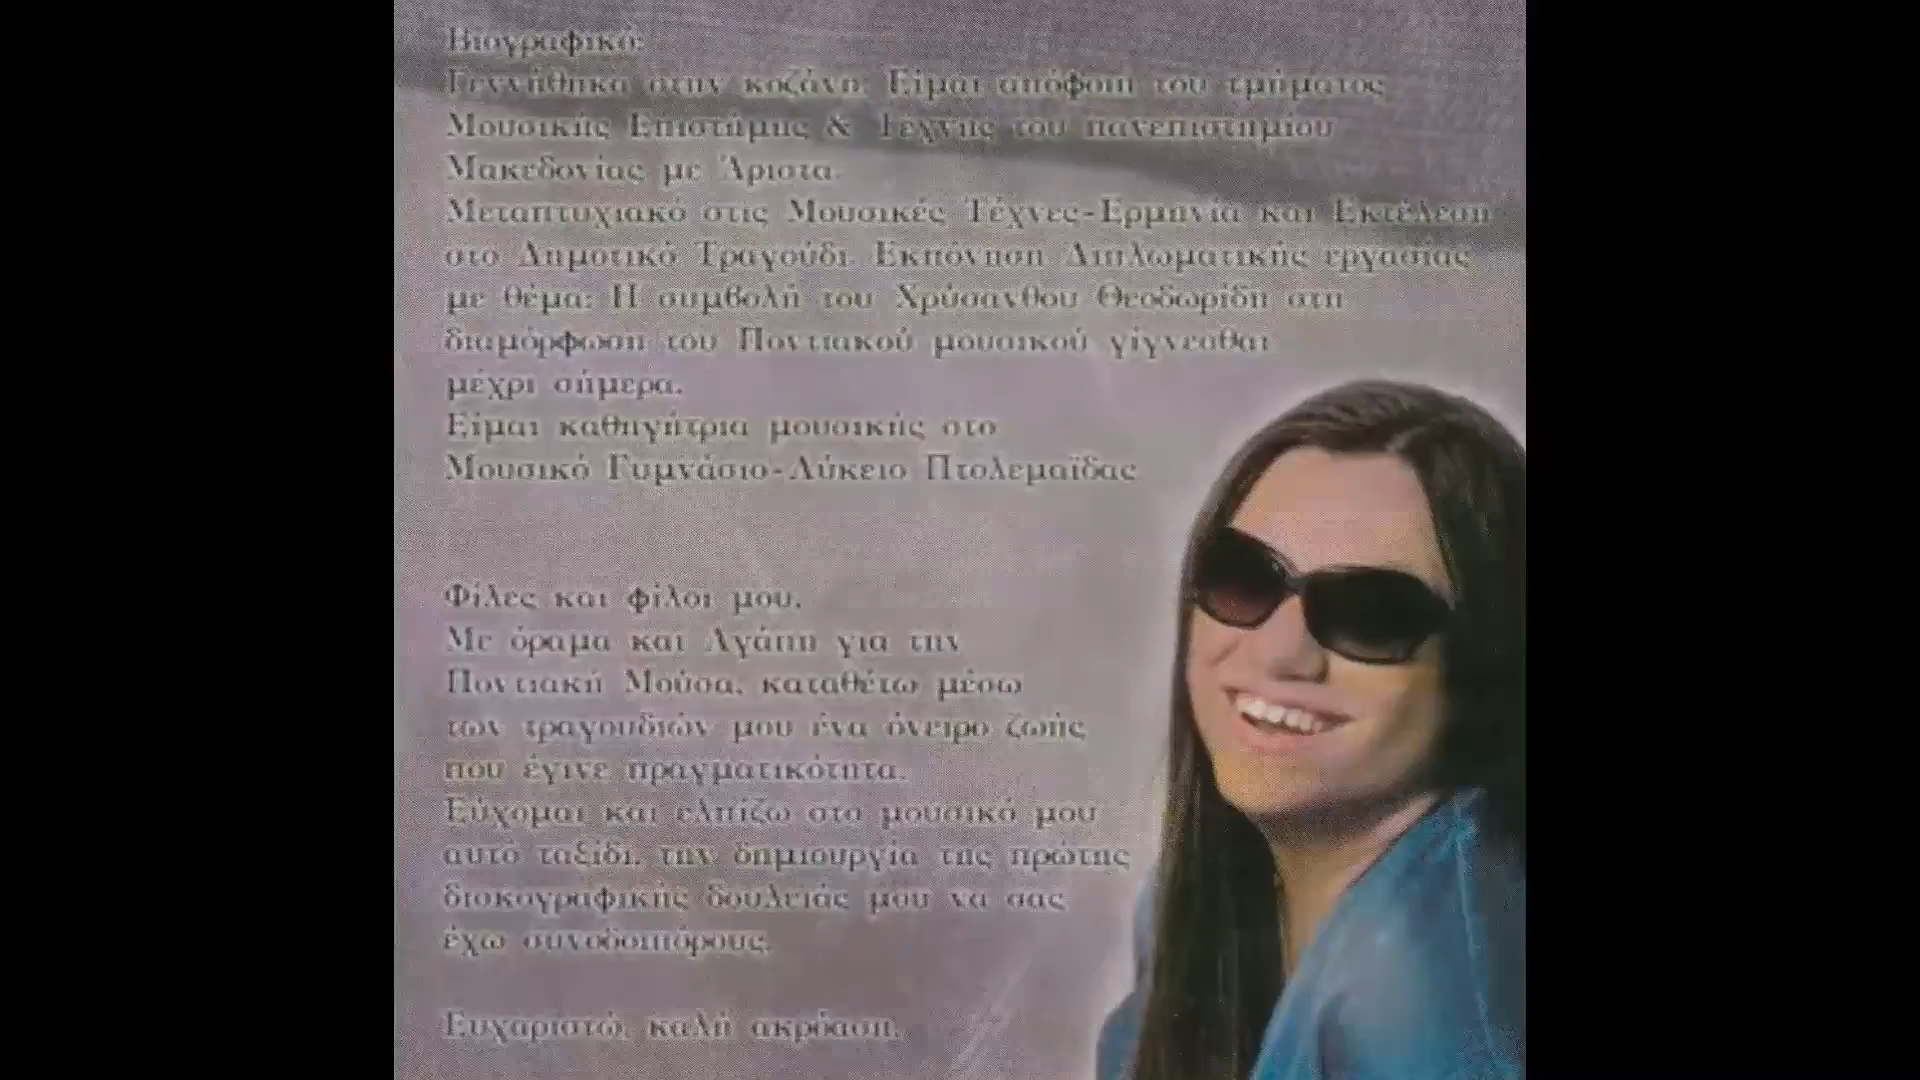 Βιογραφικό:
Γεννήθηκα στην κοζάνη: Είμαι απόφοιτη του τμήματος
Μουσικής Επιστήμης & Τέχνης του πανεπιστημίου
Μακεδονίας με Άριστα.
Μεταπτυχιακό στις Μουσικές Τέχνες-Ερμηνία και Εκτέλεση
στο Δημοτικό Τραγούδι. Εκπόνηση Διπλωματικής εργασίας
με θέμα: Η συμβολή του Χρύσανθου Θεοδωρίδη στη
διαμόρφωση του Ποντιακού μουσικού γίγνεσθαι
μέχρι σήμερα.
Είμαι καθηγήτρια μουσικής στο
Μουσικό Γυμνάσιο-Λύκειο Πτολεμαΐδας
Φίλες και φίλοι μου,
Με όραμα και Αγάπη για την
Ποντιακή Μούσα, καταθέτω μέσω
των τραγουδιών μου ένα όνειρο ζωής
που έγινε πραγματικότητα.
Εύχομαι και ελπίζω στο μουσικό μου
αυτό ταξίδι, την δημιουργία της πρώτης
δισκογραφικής δουλειάς μου να σας
έχω συνοδοιπόρους.
Ευχαριστώ, καλή ακρόαση.